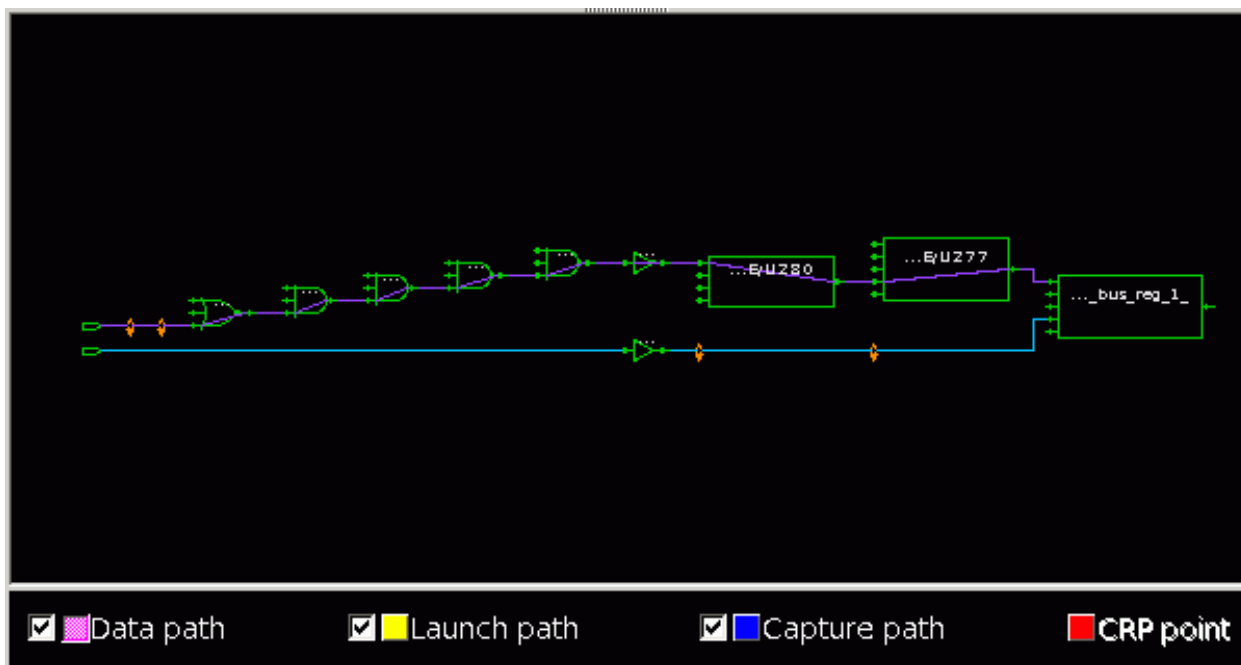 ...
...
...
...
...
...
...E/U280
...E/U277
..._bus_reg_1_
...
Data path
Launch path
Capture path
CRP point